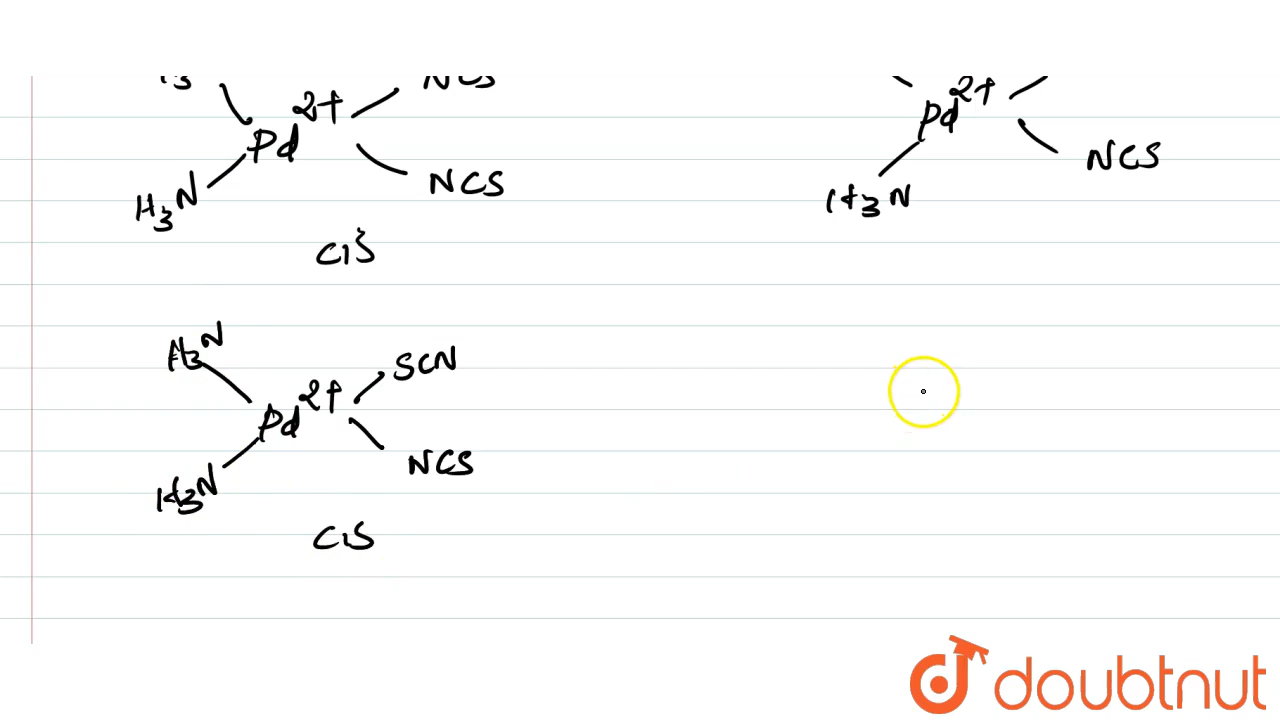 NCS
Pd2+
Pd2+
H3N
NCS
NCS
H3N
Cis
H3N
SCN
Pd2+
H3N
NCS
Cis
doubtnut